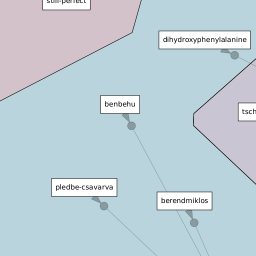 still-perfect
dihydroxyphenylalanine
benbehu
tsch
pledbe-csavarva
berendmiklos